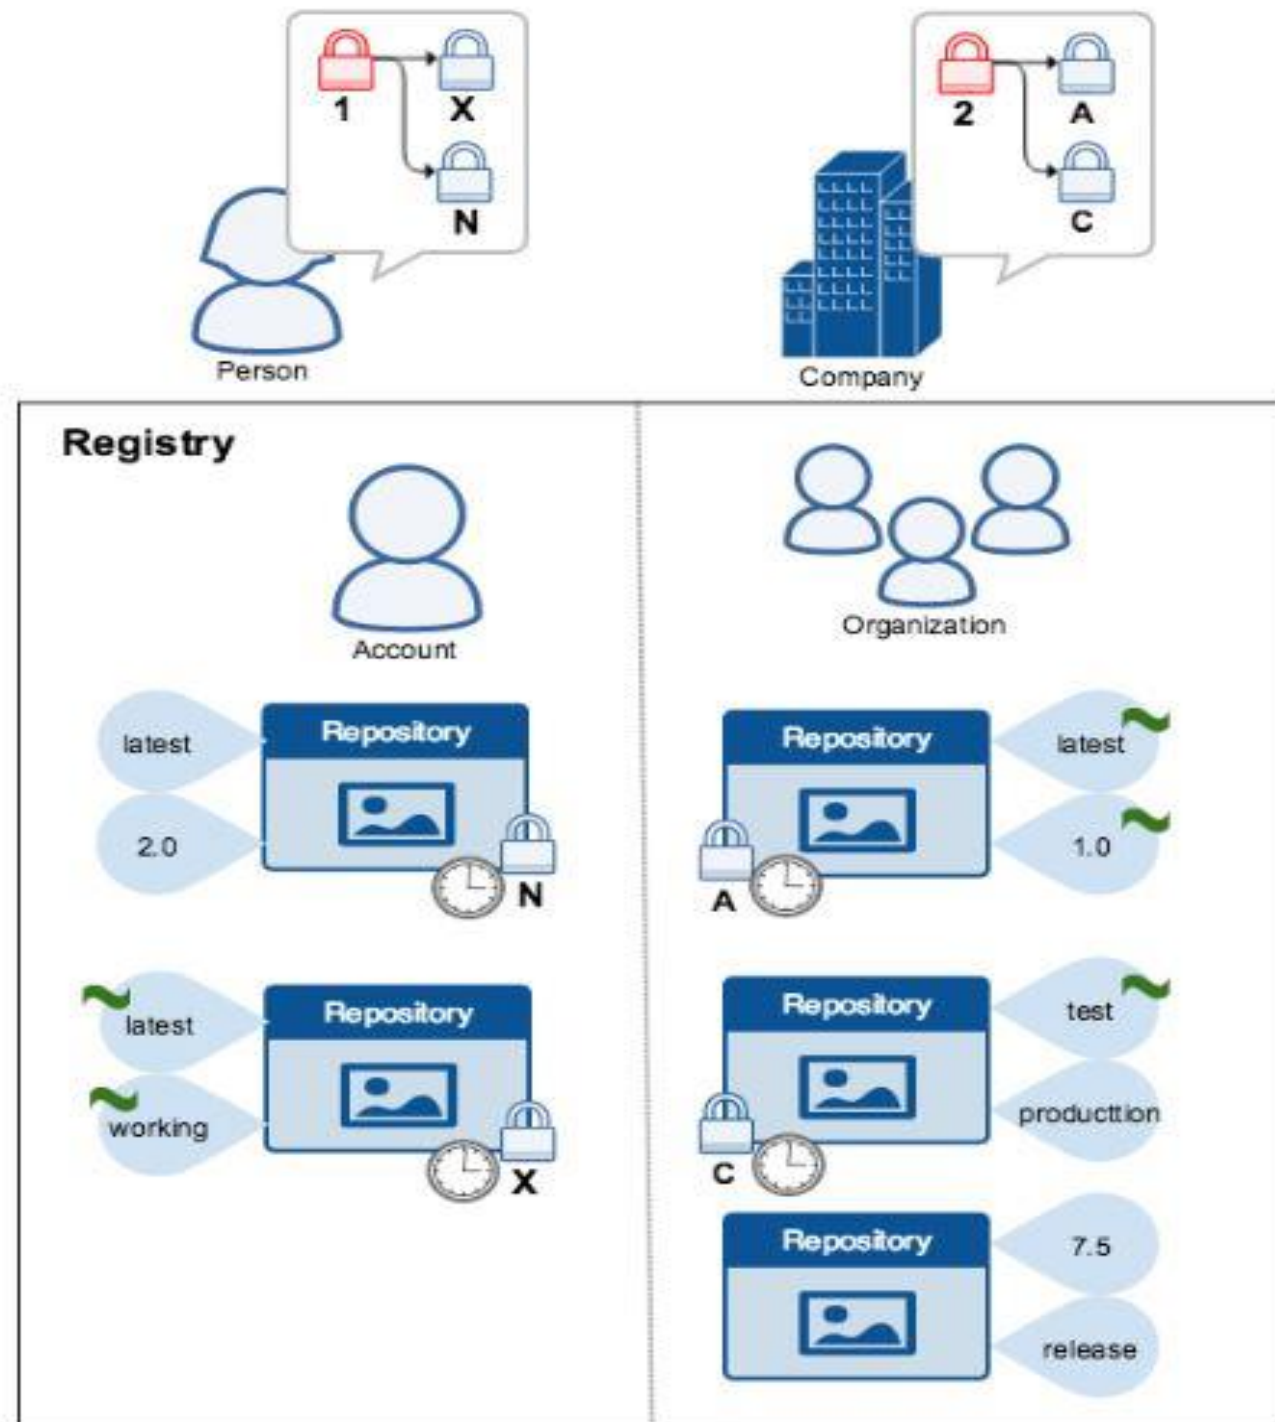 1 X
N
2 A
C
Person
Company
Registry
Account
Organization
latest
Repository
2.0
N
Repository
latest
1.0
A
latest
Repository
working
X
Repository
test
producttion
C
Repository
7.5
release